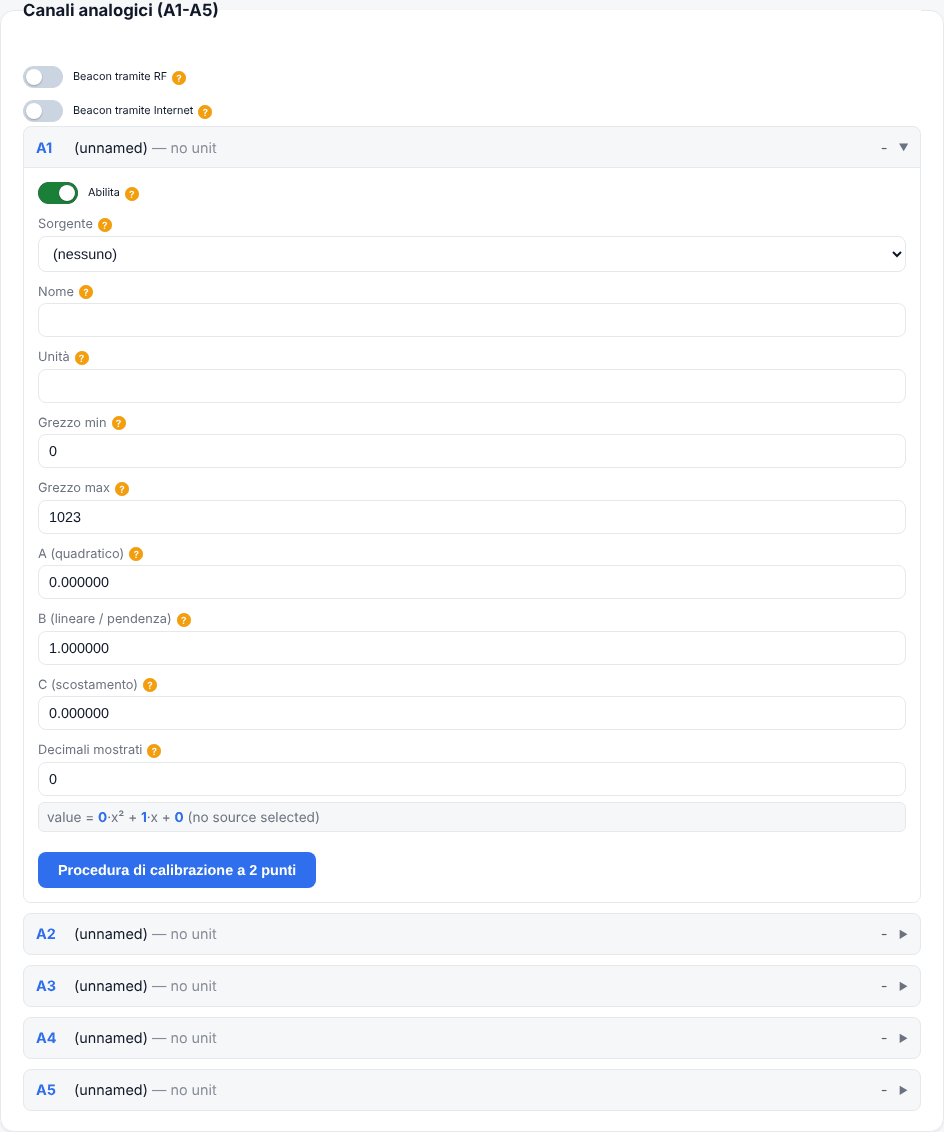 Canali analogici (A1-A5)
Beacon tramite RF ?
Beacon tramite Internet ?
A1 (unnamed) — no unit - ▼
Abilita ?
Sorgente ?
(nessuno)
Nome ?
Unità ?
Grezzo min ?
0
Grezzo max ?
1023
A (quadratico) ?
0.000000
B (lineare / pendenza) ?
1.000000
C (scostamento) ?
0.000000
Decimali mostrati ?
0
value = 0·x² + 1·x + 0 (no source selected)
Procedura di calibrazione a 2 punti
A2 (unnamed) — no unit - ▶
A3 (unnamed) — no unit - ▶
A4 (unnamed) — no unit - ▶
A5 (unnamed) — no unit - ▶